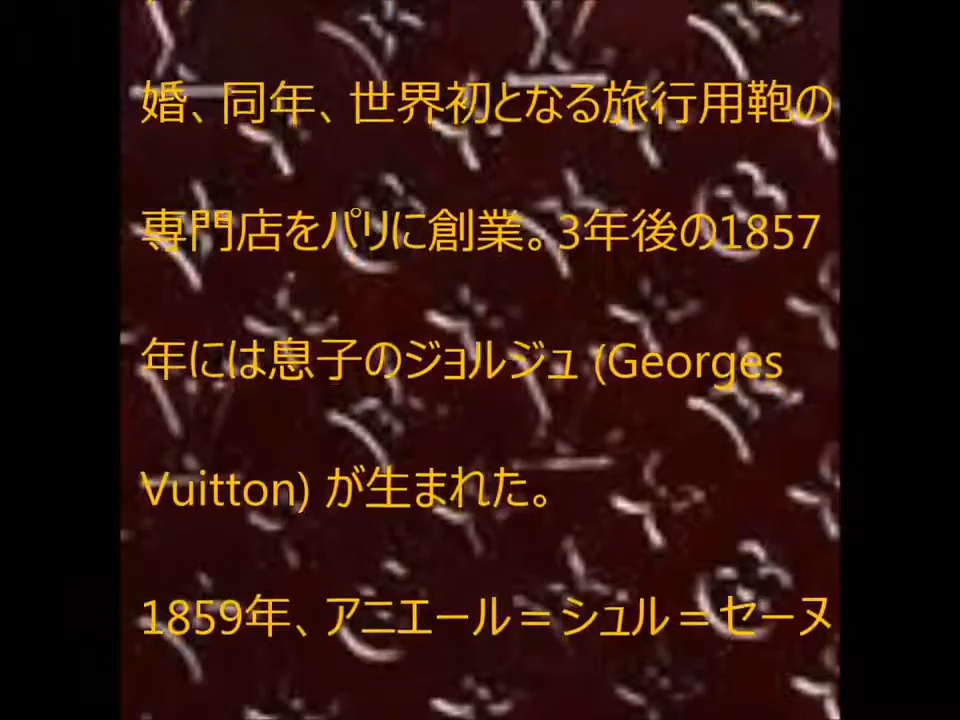 婚、同年、世界初となる旅行用鞄の
専門店をパリに創業。3年後の1857
年には息子のジョルジュ (Georges
Vuitton) が生まれた。
1859年、アニエール＝シュル＝セーヌ